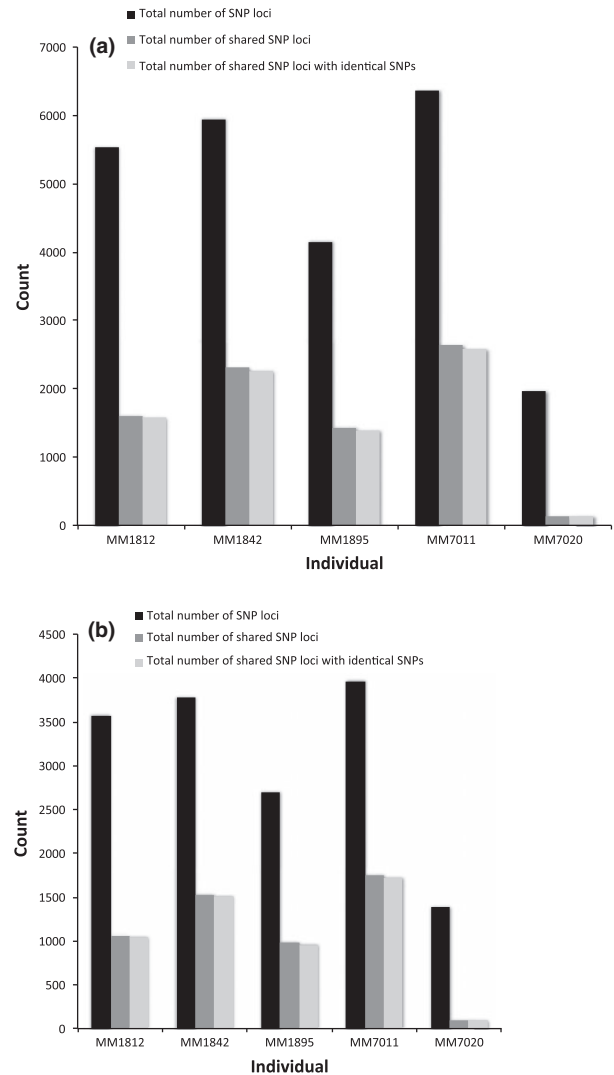 (a)
Total number of SNP loci
Total number of shared SNP loci
Total number of shared SNP loci with identical SNPs
7000
6000
5000
4000
3000
2000
1000
0
Count
MM1812 MM1842 MM1895 MM7011 MM7020
Individual
(b)
Total number of SNP loci
Total number of shared SNP loci
Total number of shared SNP loci with identical SNPs
4500
4000
3500
3000
2500
2000
1500
1000
500
0
Count
MM1812 MM1842 MM1895 MM7011 MM7020
Individual